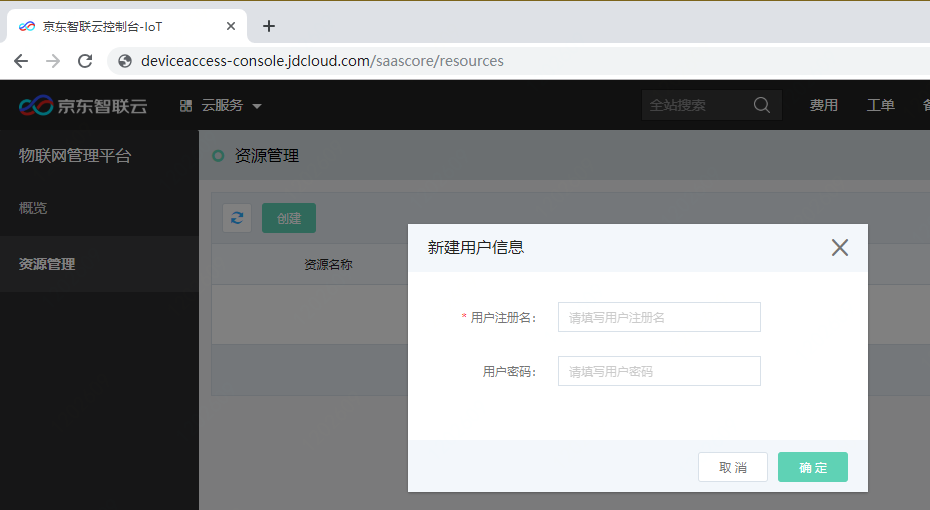 京东智联云控制台-IoT
deviceaccess-console.jdcloud.com/saascore/resources
京东智联云 云服务 全站搜索 费用 工单
物联网管理平台 资源管理
概览
创建
新建用户信息
资源管理 资源名称
* 用户注册名: 请填写用户注册名
用户密码: 请填写用户密码
取消 确定